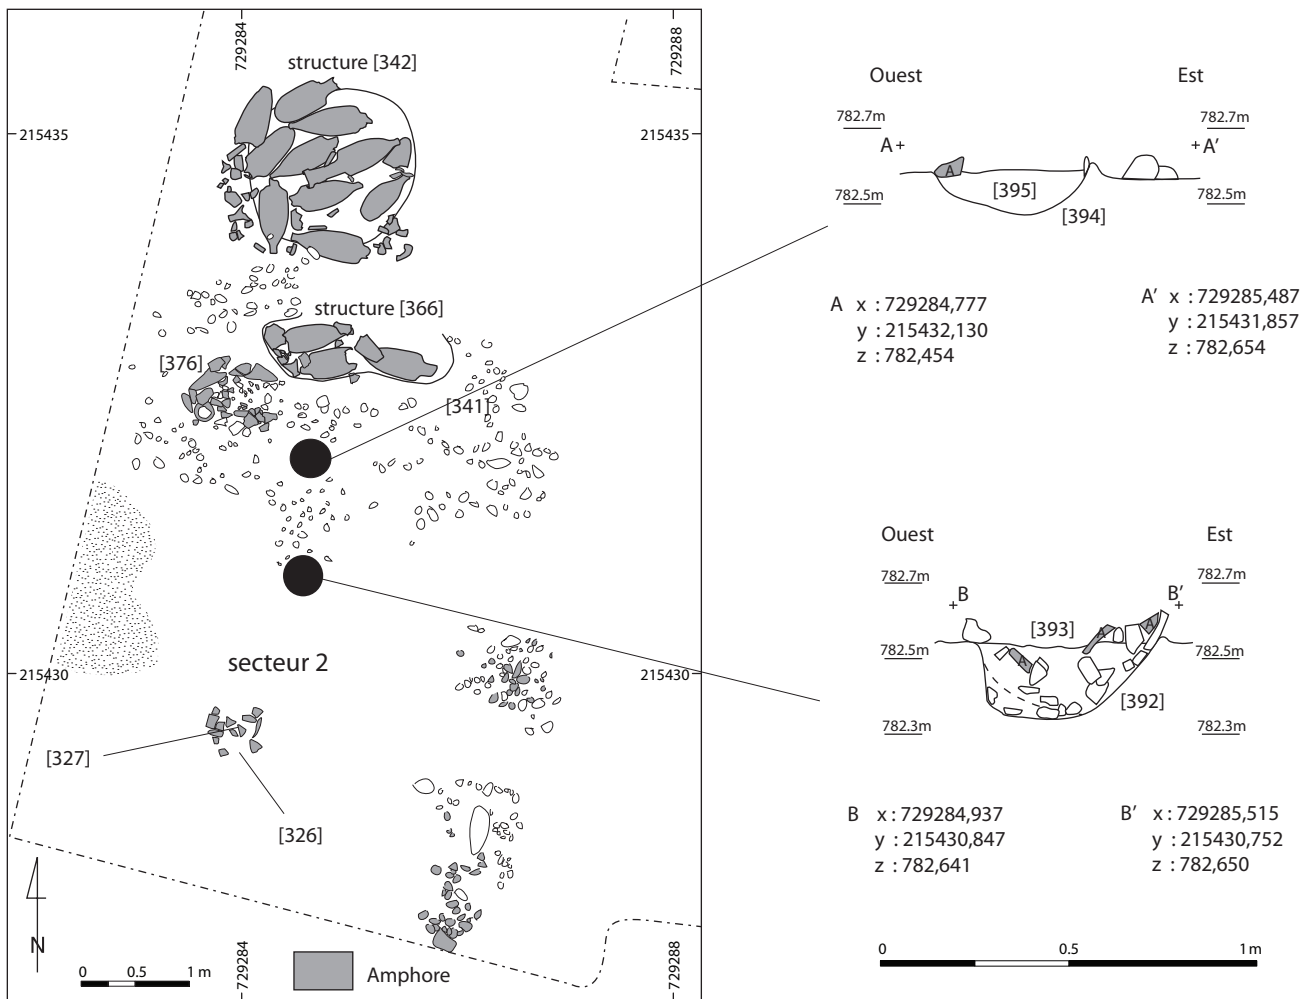 729284
729288
structure [342]
215435
215435
structure [366]
[376]
[341]
secteur 2
215430
215430
[327]
[326]
N
0 0.5 1 m
729284
729288
Amphore
Ouest Est
782.7m 782.7m
A + + A'
A
[395]
782.5m 782.5m
[394]
A x : 729284,777
y : 215432,130
z : 782,454
A' x : 729285,487
y : 215431,857
z : 782,654
Ouest Est
782.7m 782.7m
B B'
+ +
[393]
A A
A
782.5m 782.5m
[392]
782.3m 782.3m
B x : 729284,937
y : 215430,847
z : 782,641
B' x : 729285,515
y : 215430,752
z : 782,650
0 0.5 1 m